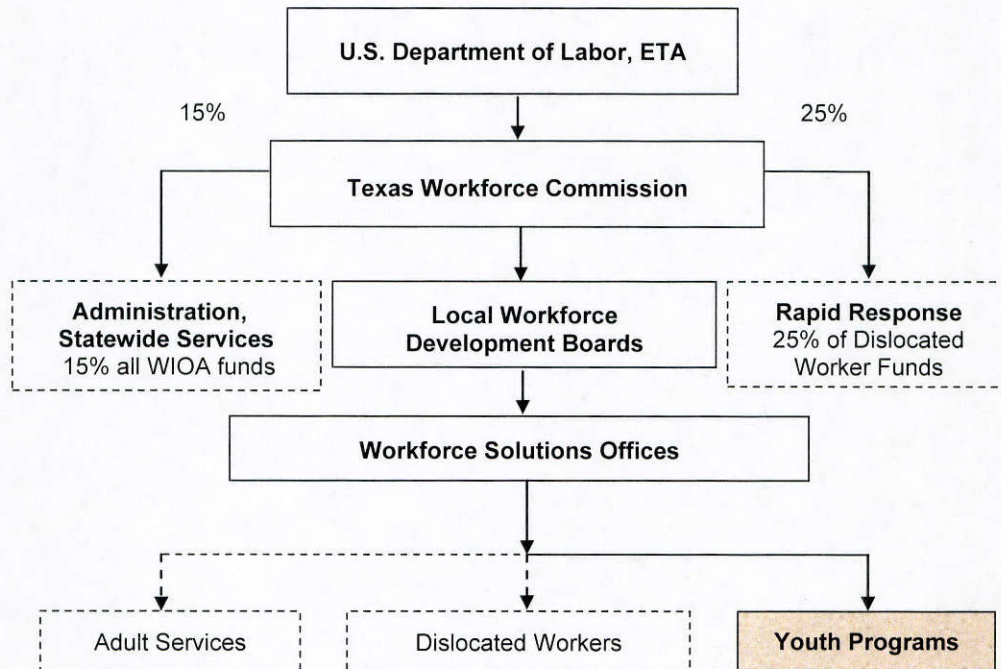 U.S. Department of Labor, ETA
15%
25%
Texas Workforce Commission
Administration,
Statewide Services
15% all WIOA funds
Local Workforce
Development Boards
Rapid Response
25% of Dislocated
Worker Funds
Workforce Solutions Offices
Adult Services
Dislocated Workers
Youth Programs